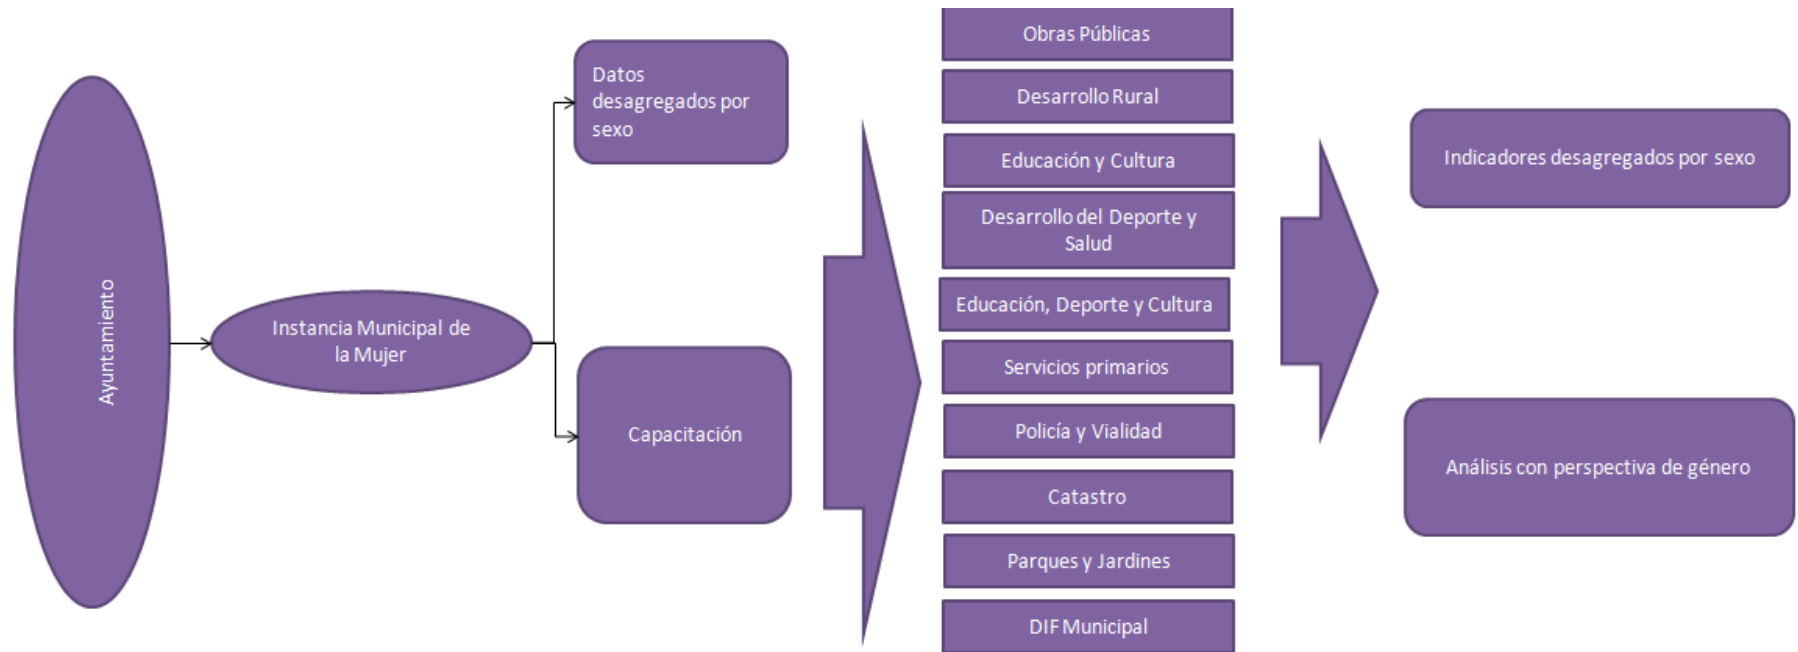 Ayuntamiento
Instancia Municipal de
la Mujer
Datos
desagregados por
sexo
Capacitación
Obras Públicas
Desarrollo Rural
Educación y Cultura
Desarrollo del Deporte y
Salud
Educación, Deporte y Cultura
Servicios primarios
Policía y Vialidad
Catastro
Parques y Jardines
DIF Municipal
Indicadores desagregados por sexo
Análisis con perspectiva de género